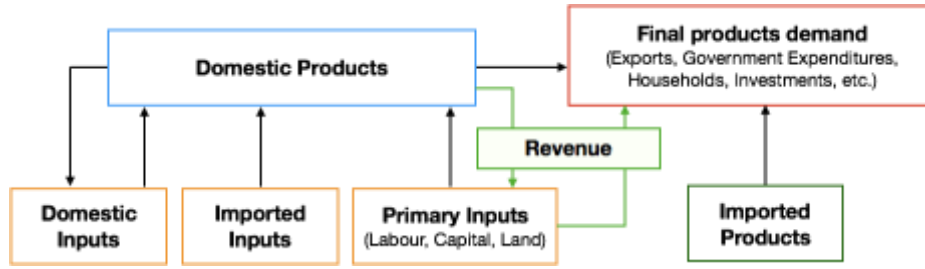 Domestic Products
Final products demand
(Exports, Government Expenditures,
Households, Investments, etc.)
Revenue
Domestic
Inputs
Imported
Inputs
Primary Inputs
(Labour, Capital, Land)
Imported
Products